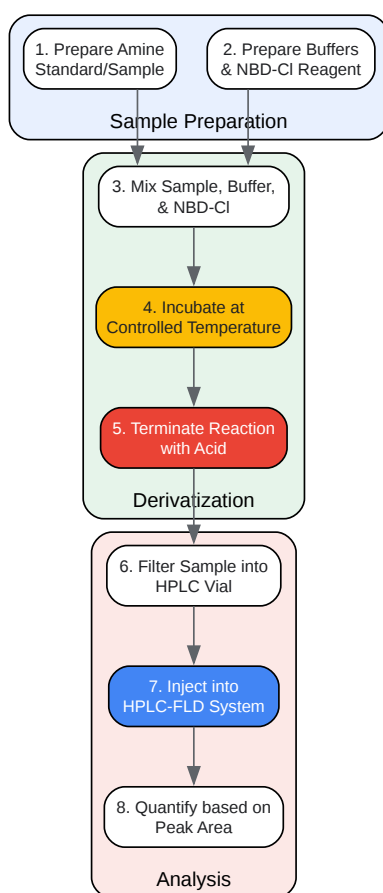 1. Prepare Amine
Standard/Sample
2. Prepare Buffers
& NBD-Cl Reagent
Sample Preparation
3. Mix Sample, Buffer,
& NBD-Cl
4. Incubate at
Controlled Temperature
5. Terminate Reaction
with Acid
Derivatization
6. Filter Sample into
HPLC Vial
7. Inject into
HPLC-FLD System
8. Quantify based on
Peak Area
Analysis